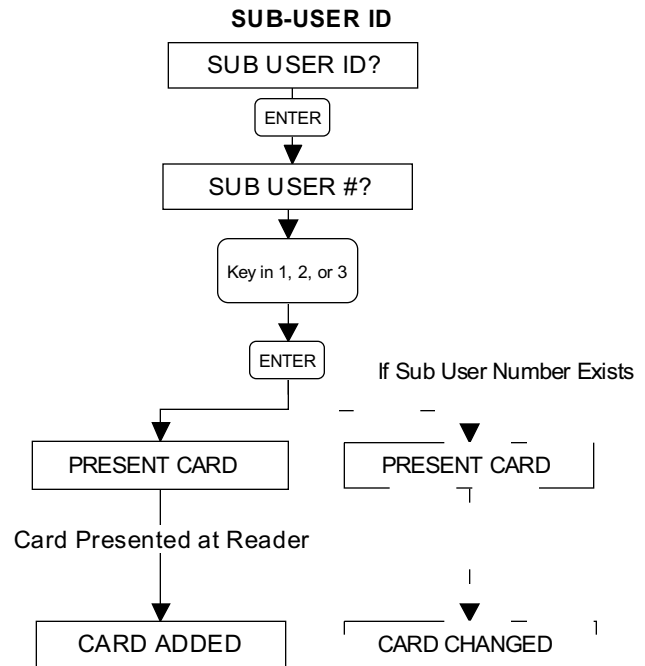 SUB-USER ID
SUB USER ID?
ENTER
SUB USER #?
Key in 1, 2, or 3
ENTER
If Sub User Number Exists
PRESENT CARD
PRESENT CARD
Card Presented at Reader
CARD ADDED
CARD CHANGED